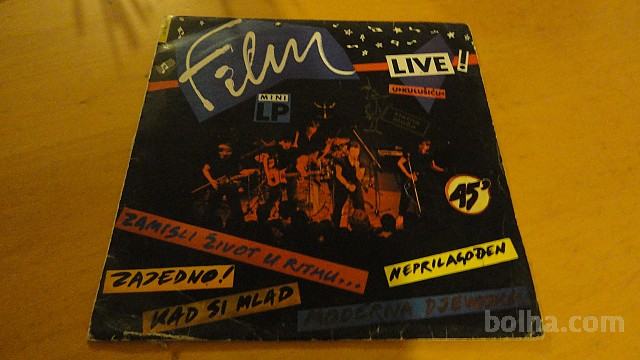 Film
LIVE!!
U»KULUŠIĆU«
MINI
LP
45°
ZAMISLI ŽIVOT U RITMU...
NEPRILAGOĐEN
ZAJEDNO!
KAD SI MLAD
MODERNA DJEVOJKA
bolha.com